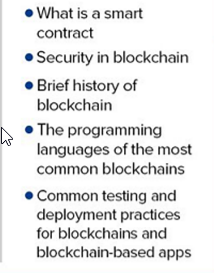 • What is a smart
contract
• Security in blockchain
• Brief history of
blockchain
• The programming
languages of the most
common blockchains
• Common testing and
deployment practices
for blockchains and
blockchain-based apps